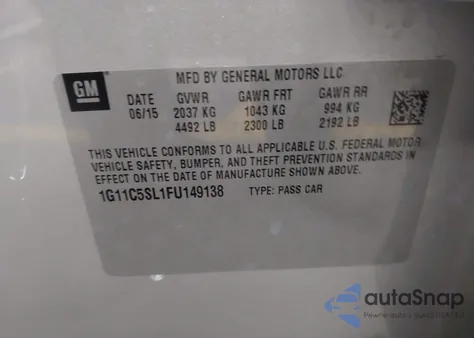 GM
MFD BY GENERAL MOTORS LLC
DATE GVWR GAWR FRT GAWR RR
06/15 2037 KG 1043 KG 994 KG
4492 LB 2300 LB 2192 LB
THIS VEHICLE CONFORMS TO ALL APPLICABLE U.S. FEDERAL MOTOR
VEHICLE SAFETY, BUMPER, AND THEFT PREVENTION STANDARDS IN
EFFECT ON THE DATE OF MANUFACTURE SHOWN ABOVE.
1G11C5SL1FU149138 TYPE: PASS CAR
autoSnap